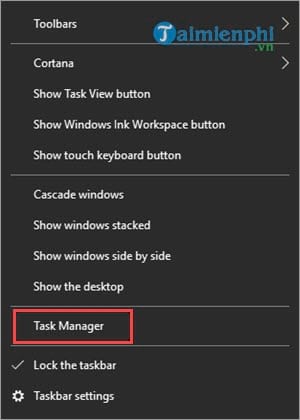 Toolbars
Taimienphi
.vn
Cortana
Show Task View button
Show Windows Ink Workspace button
Show touch keyboard button
Cascade windows
Show windows stacked
Show windows side by side
Show the desktop
Task Manager
Lock the taskbar
Taskbar settings